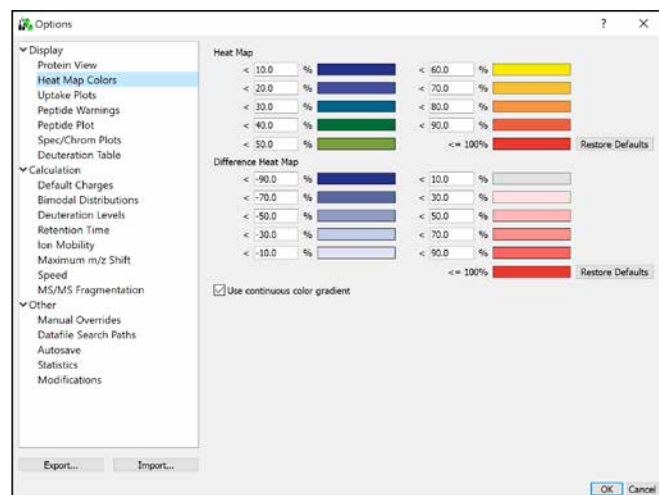 Options
? ×
Display
Protein View
Heat Map Colors
Uptake Plots
Peptide Warnings
Peptide Plot
Spec/Chrom Plots
Deuteration Table
Calculation
Default Charges
Bimodal Distributions
Deuteration Levels
Retention Time
Ion Mobility
Maximum m/z Shift
Speed
MS/MS Fragmentation
Other
Manual Overrides
Datafile Search Paths
Autosave
Statistics
Modifications
Export... Import...
Heat Map
< 10.0 % < 60.0 %
< 20.0 % < 70.0 %
< 30.0 % < 80.0 %
< 40.0 % < 90.0 %
< 50.0 % <= 100% Restore Defaults
Difference Heat Map
< -90.0 % < 10.0 %
< -70.0 % < 30.0 %
< -50.0 % < 50.0 %
< -30.0 % < 70.0 %
< -10.0 % < 90.0 %
<= 100% Restore Defaults
Use continuous color gradient
OK Cancel